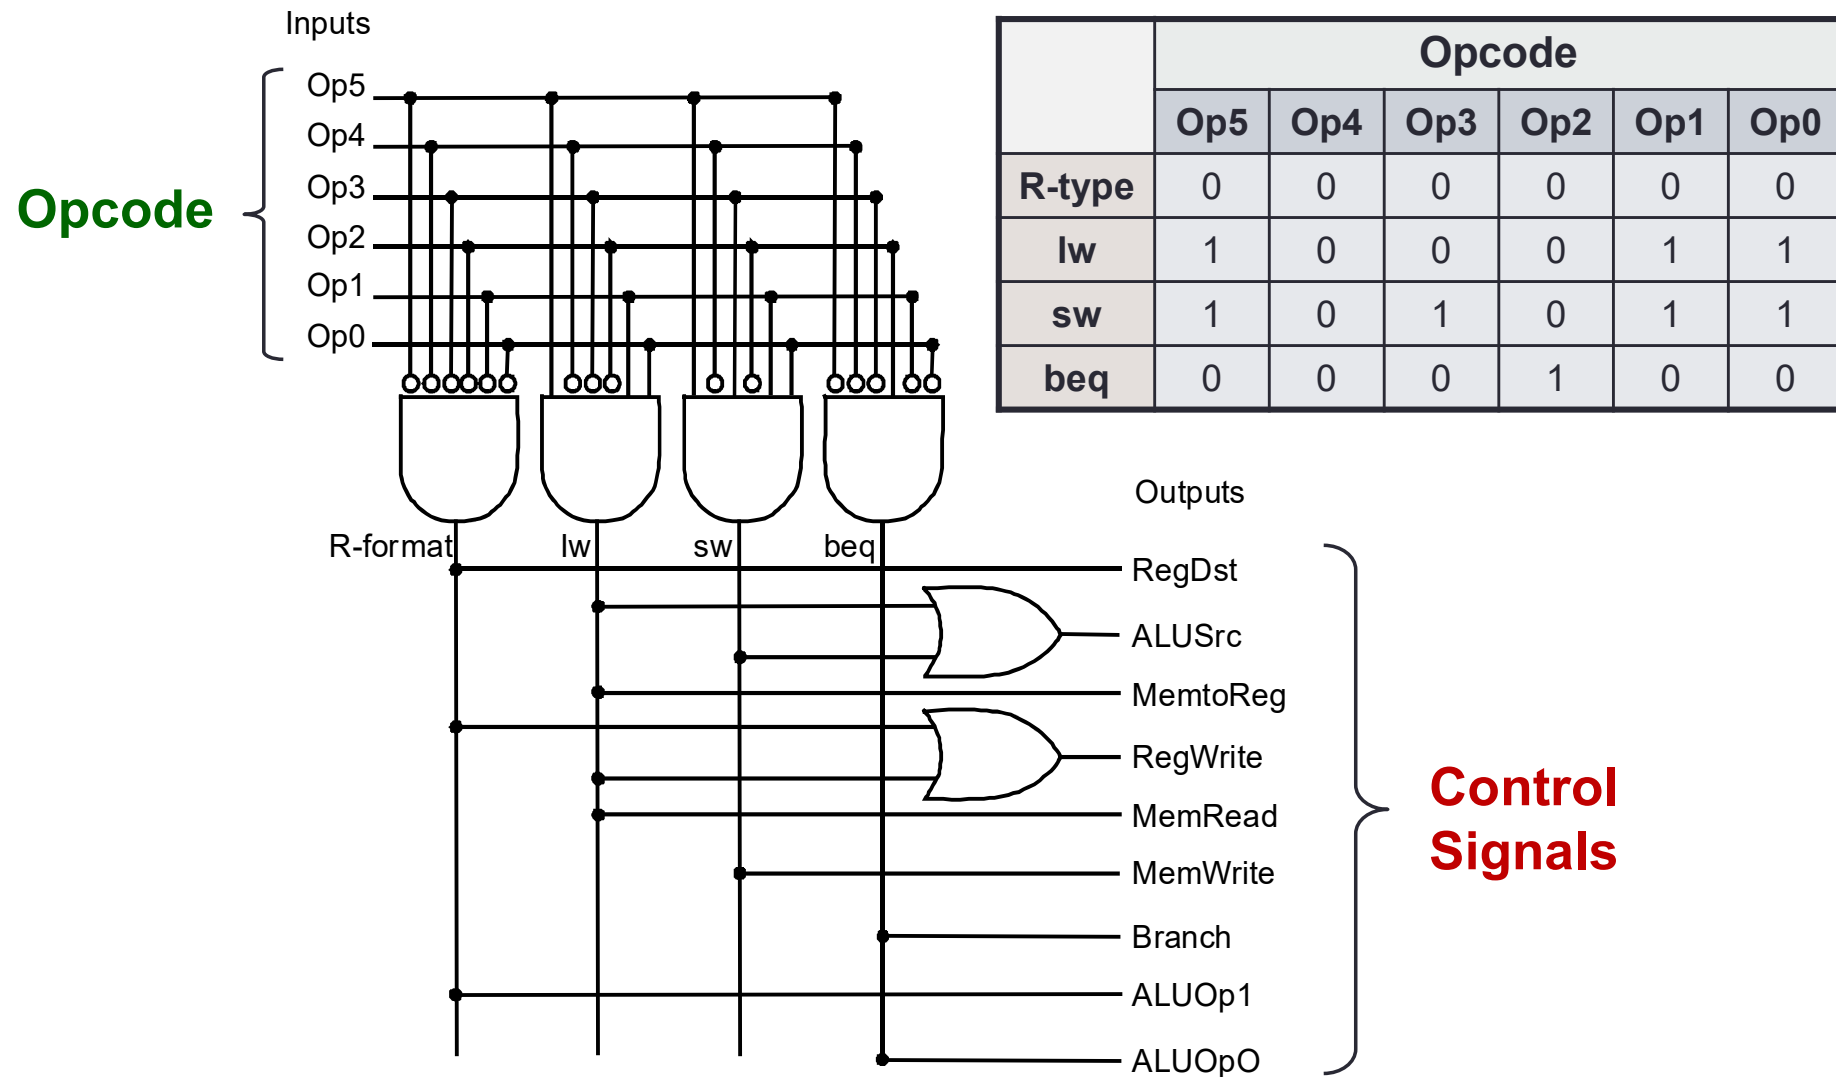 Inputs
Op5
Op4
Op3
Op2
Op1
Op0
Opcode
Opcode
Op5 Op4 Op3 Op2 Op1 Op0
R-type 0 0 0 0 0 0
lw 1 0 0 0 1 1
sw 1 0 1 0 1 1
beq 0 0 0 1 0 0
R-format lw sw beq
Outputs
RegDst
ALUSrc
MemtoReg
RegWrite
MemRead
MemWrite
Branch
ALUOp1
ALUOpO
Control
Signals